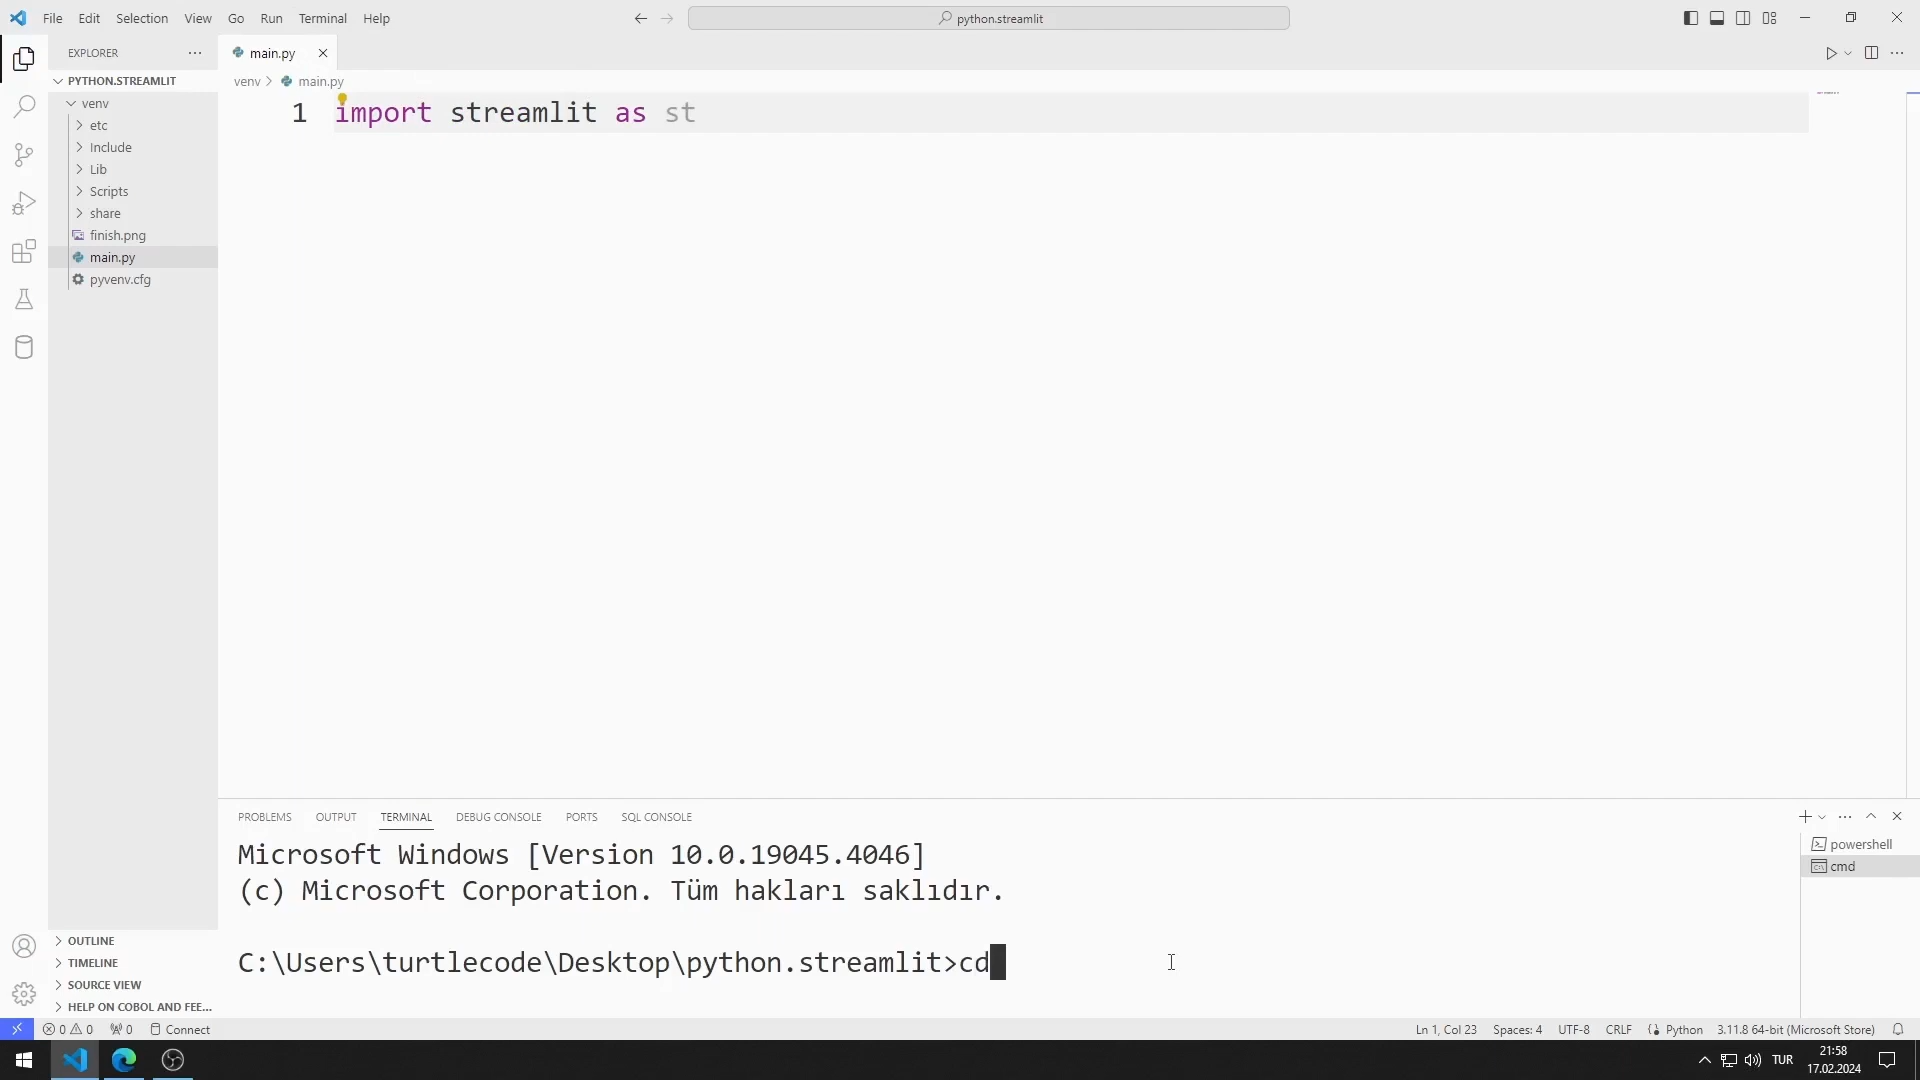 File Edit Selection View Go Run Terminal Help
python.streamlit
EXPLORER
main.py
PYTHON.STREAMLIT
venv > main.py
venv
etc
Include
Lib
Scripts
share
finish.png
main.py
pyvenv.cfg
1 import streamlit as st
PROBLEMS OUTPUT TERMINAL DEBUG CONSOLE PORTS SQL CONSOLE
powershell
cmd
Microsoft Windows [Version 10.0.19045.4046]
(c) Microsoft Corporation. Tüm hakları saklıdır.
C:\Users\turtlecode\Desktop\python.streamlit>cd
OUTLINE
TIMELINE
SOURCE VIEW
HELP ON COBOL AND FEE...
0 0 0 Connect
Ln 1, Col 23 Spaces: 4 UTF-8 CRLF Python 3.11.8 64-bit (Microsoft Store)
TUR
21:58
17.02.2024